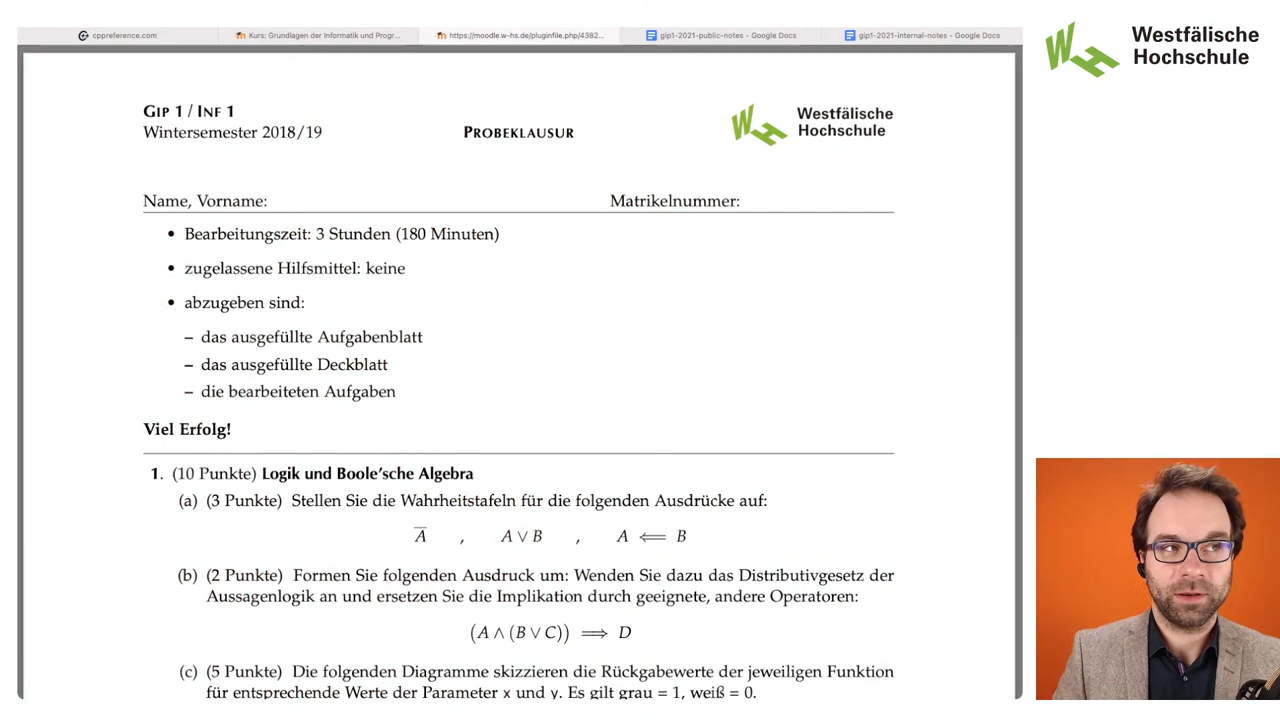 cppreference.com
Kurs: Grundlagen der Informatik und Progr...
https://moodle.w-hs.de/pluginfile.php/4382...
gip1-2021-public-notes - Google Docs
gip1-2021-internal-notes - Google Docs
Westfälische
Hochschule
GIP 1 / INF 1
Wintersemester 2018/19
PROBEKLAUSUR
Westfälische
Hochschule
Name, Vorname:
Matrikelnummer:
• Bearbeitungszeit: 3 Stunden (180 Minuten)
• zugelassene Hilfsmittel: keine
• abzugeben sind:
– das ausgefüllte Aufgabenblatt
– das ausgefüllte Deckblatt
– die bearbeiteten Aufgaben
Viel Erfolg!
1. (10 Punkte) Logik und Boole'sche Algebra
(a) (3 Punkte) Stellen Sie die Wahrheitstafeln für die folgenden Ausdrücke auf:
A̅ , A ∨ B , A ⟸ B
(b) (2 Punkte) Formen Sie folgenden Ausdruck um: Wenden Sie dazu das Distributivgesetz der
Aussagenlogik an und ersetzen Sie die Implikation durch geeignete, andere Operatoren:
(A ∧ (B ∨ C)) ⟹ D
(c) (5 Punkte) Die folgenden Diagramme skizzieren die Rückgabewerte der jeweiligen Funktion
für entsprechende Werte der Parameter x und y. Es gilt grau = 1, weiß = 0.